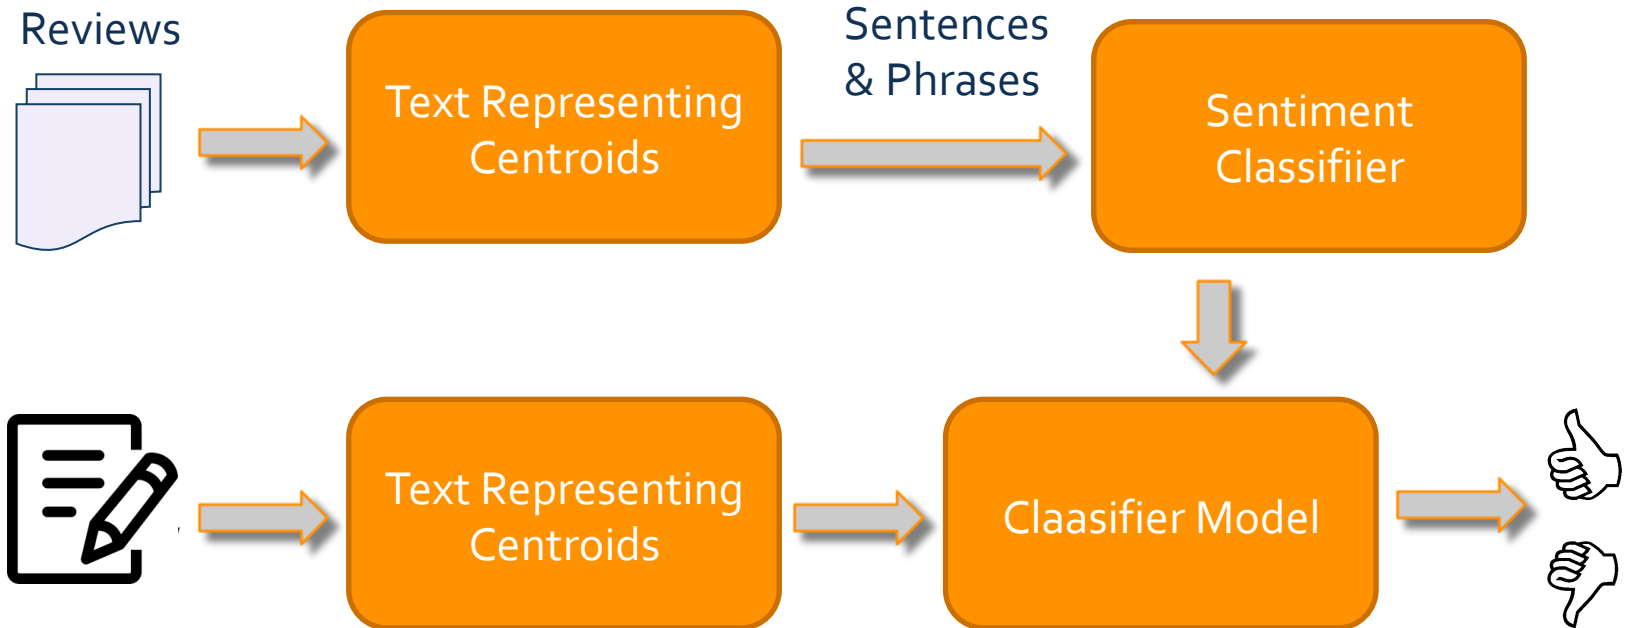 Reviews
Text Representing
Centroids
Sentences
& Phrases
Sentiment
Classifiier
Text Representing
Centroids
Claasifier Model